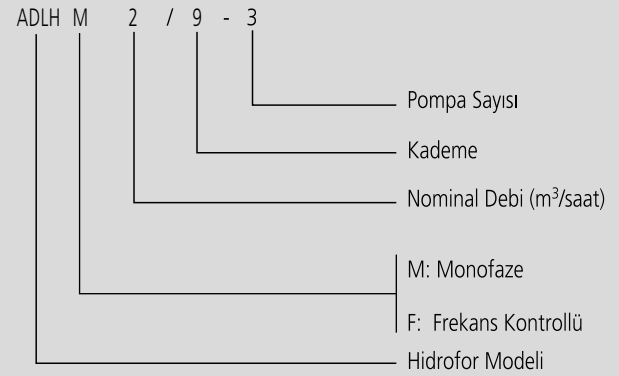 ADLH M 2 / 9 - 3
Pompa Sayısı
Kademe
Nominal Debi (m³/saat)
M: Monofaze
F: Frekans Kontrollü
Hidrofor Modeli